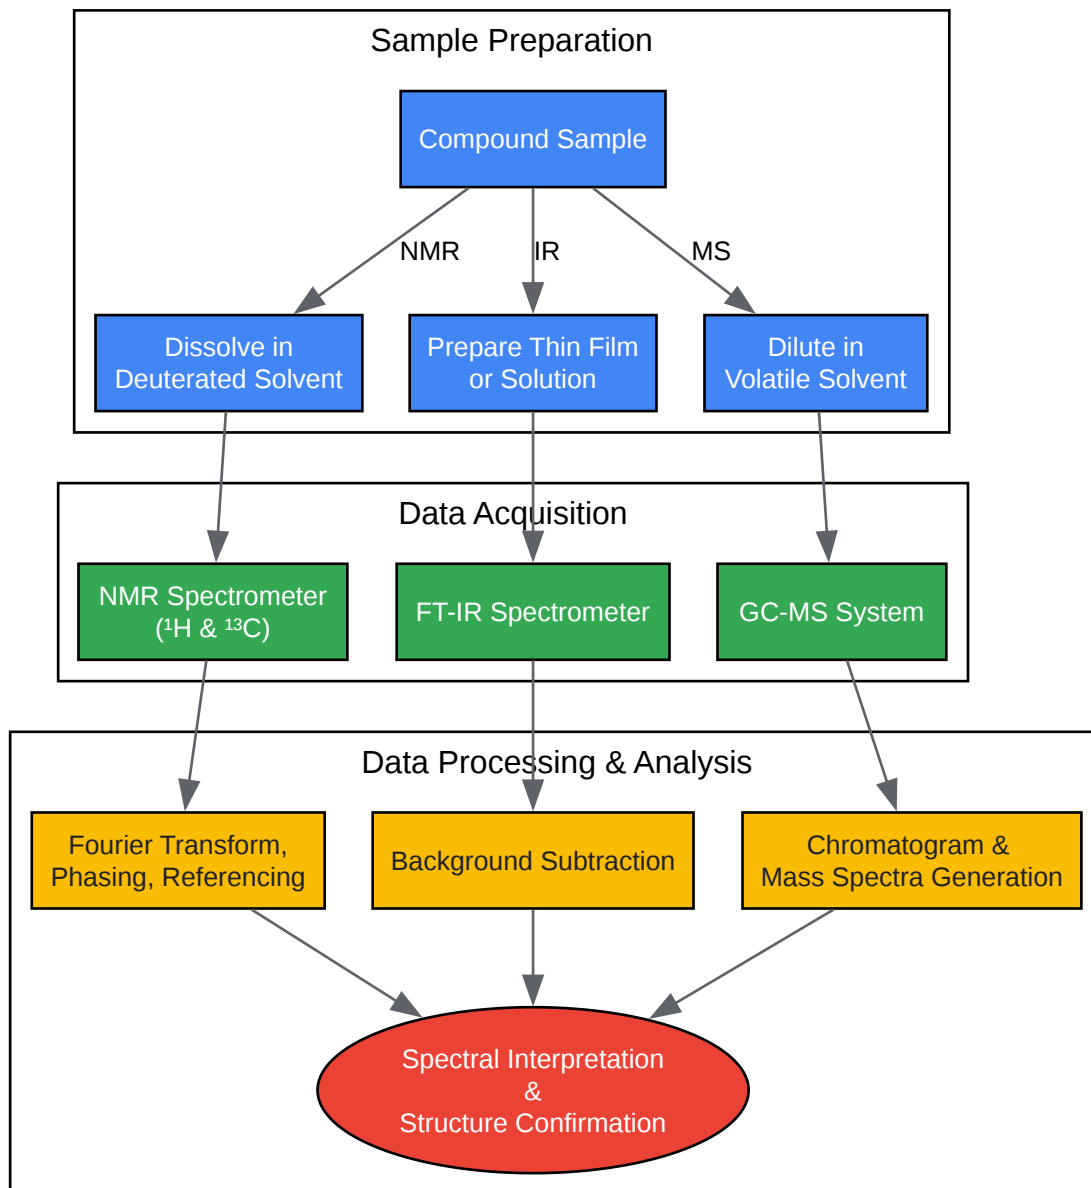 Sample Preparation
Compound Sample
NMR
IR
MS
Dissolve in
Deuterated Solvent
Prepare Thin Film
or Solution
Dilute in
Volatile Solvent
Data Acquisition
NMR Spectrometer
(¹H & ¹³C)
FT-IR Spectrometer
GC-MS System
Data Processing & Analysis
Fourier Transform,
Phasing, Referencing
Background Subtraction
Chromatogram &
Mass Spectra Generation
Spectral Interpretation
&
Structure Confirmation